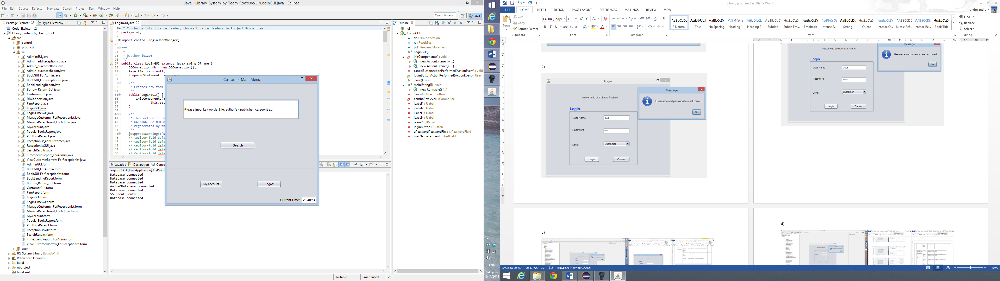 Java - Library_System_by_Team_Root/src/ui/LoginGUI.java - Eclipse
File Edit Source Refactor Navigate Search Project Run Window Help
Quick Access
Java
Package Explorer
Type Hierarchy
Code_Skeleton_v2
Library_System_by_Team_Root
src
control
products
ui
AdiminGUI.java
Admin_addReceptionist.java
Admin_purchaseBook.java
Admin_purchaseReport.java
BookGUI_ForAdmin.java
BookGUI_ForReceptionist.java
BookLendingReport.java
Borrow_Return_GUI.java
CustomerGUI.java
DBConnection.java
FineReport.java
LoginGUI.java
LoginTimeGUI.java
ManageCustomer_ForReceptionist.java
ManageRecepitonist_ForAdmin.java
MyAccount.java
PopularBooksReport.java
PrintFineReceipt.java
Receptionist_addCustomer.java
ReceptionistGUI.java
SearchResults.java
TimeSpendReport_ForAdmin.java
ViewCustomerBorrow_ForReceptionist.java
AdiminGUI.form
BookGUI_ForAdmin.form
BookGUI_ForReceptionist.form
BookLendingReport.form
Borrow_Return_GUI.form
CustomerGUI.form
FineReport.form
LoginGUI.form
LoginTimeGUI.form
ManageCustomer_ForReceptionist.form
ManageRecepitonist_ForAdmin.form
MyAccount.form
PopularBooksReport.form
PrintFineReceipt.form
ReceptionistGUI.form
SearchResults.form
TimeSpendReport_ForAdmin.form
ViewCustomerBorrow_ForReceptionist.form
user
JRE System Library [JavaSE-1.7]
Referenced Libraries
build
nbproject
build.xml
LoginGUI.java
2 * To change this license header, choose License Headers in Project Properties.
6 package ui;
7
8 import control.LoginUserManager;
22
23 /**
24 *
25 * @author leiz03
26 */
27 public class LoginGUI extends javax.swing.JFrame {
28 DBConnection db = new DBConnection();
29 ResultSet rs = null;
30 PreparedStatement pst = null;
31
32 /**
33 * Creates new form
34 */
35 public LoginGUI() {
36 initComponents()
37 this.set
38 }
39
40 /**
41 * This method is ca
42 * WARNING: Do NOT m
43 * regenerated by th
44 */
45 @SuppressWarnings("u
46 // <editor-fold defa
47 // <editor-fold defa
48 // <editor-fold defa
49 // <editor-fold defa
50 // <editor-fold defa
Customer Main Menu
Please input key words: title, author(s), publisher, categories...
Search
My Account
Logoff
Current Time: 20:40:14
Javadoc Declaration Conso
LoginGUI (1) [Java Application] C:\Progr
Database connected
Database connected
Database connected
AndreCDatabase connected
Database connected
55 Great South
Database connected
Writable
Smart Insert
2 : 1
Outline
ui
LoginGUI
db : DBConnection
rs : ResultSet
pst : PreparedStatement
LoginGUI()
initComponents() : void
new ActionListener() {...}
new ActionListener() {...}
cancelButtonActionPerformed(ActionEvent) : void
loginButtonActionPerformed(ActionEvent) : User
close() : void
main(String[]) : void
new Runnable() {...}
cancelButton : JButton
comboBoxLevel : JComboBox
jLabel1 : JLabel
jLabel2 : JLabel
jLabel3 : JLabel
jLabel4 : JLabel
jPanel1 : JPanel
loginButton : JButton
uPasswordPasswordField : JPasswordField
userNameTextField : JTextField
ENG
8:40 p.m.
3/11/2014
Library program Test Plan - Word
andre andre
FILE HOME INSERT DESIGN PAGE LAYOUT REFERENCES MAILINGS REVIEW VIEW
Paste
Cut
Copy
Format Painter
Clipboard
Calibri (Body) 11
Font
Paragraph
¶ Normal
Title
No Spacing
Heading 1
Heading 2
Subtitle
Subtle Em...
Emphasis
Intense E...
Strong
Quote
Intense Q...
Subtle Ref...
Intense Re...
Book Title
Styles
Find
Replace
Select
Editing
2)
Login
Welcome to use Library System!
Login
User Name 123
Password ***
Level Customer
Login Cancel
Message
Username and password are not correct
OK
3)
Welcome to use Library System!
Login
User Name User
Password *****
Level Customer
Login Cancel
Message
Username and password are not correct
OK
4)
PAGE 38 OF 52
2347 WORDS
ENGLISH (NEW ZEALAND)
110 %